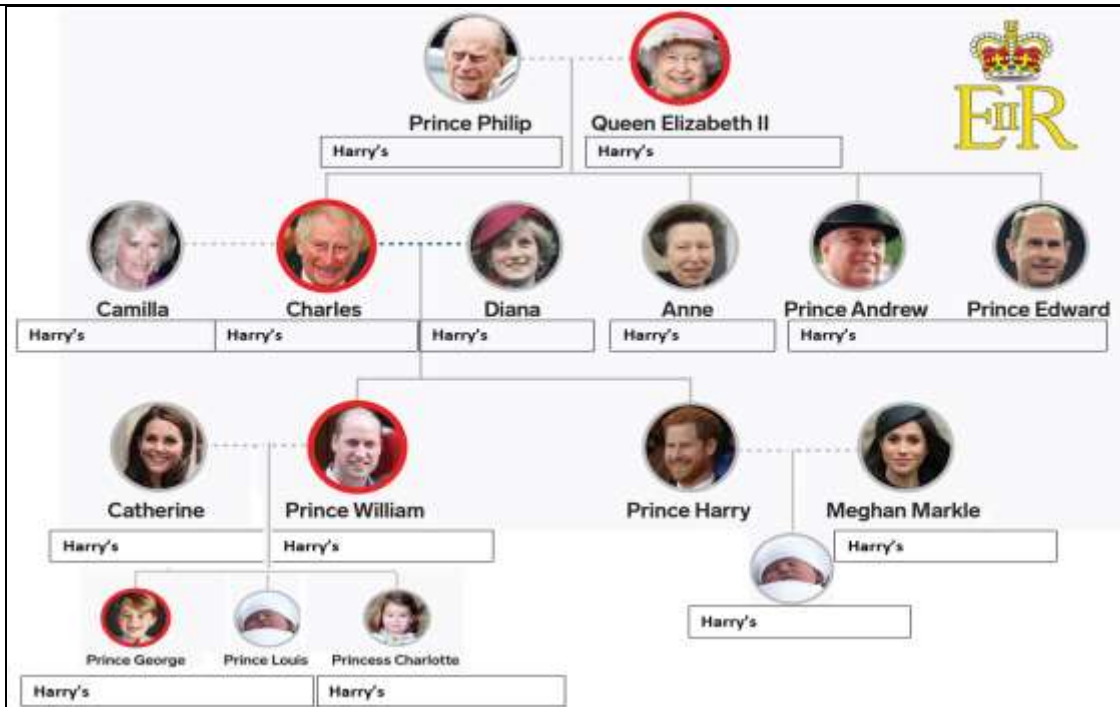 EIIR
Prince Philip Queen Elizabeth II
Harry's Harry's
Camilla Charles Diana Anne Prince Andrew Prince Edward
Harry's Harry's Harry's Harry's Harry's
Catherine Prince William Prince Harry Meghan Markle
Harry's Harry's Harry's
Harry's
Prince George Prince Louis Princess Charlotte
Harry's Harry's